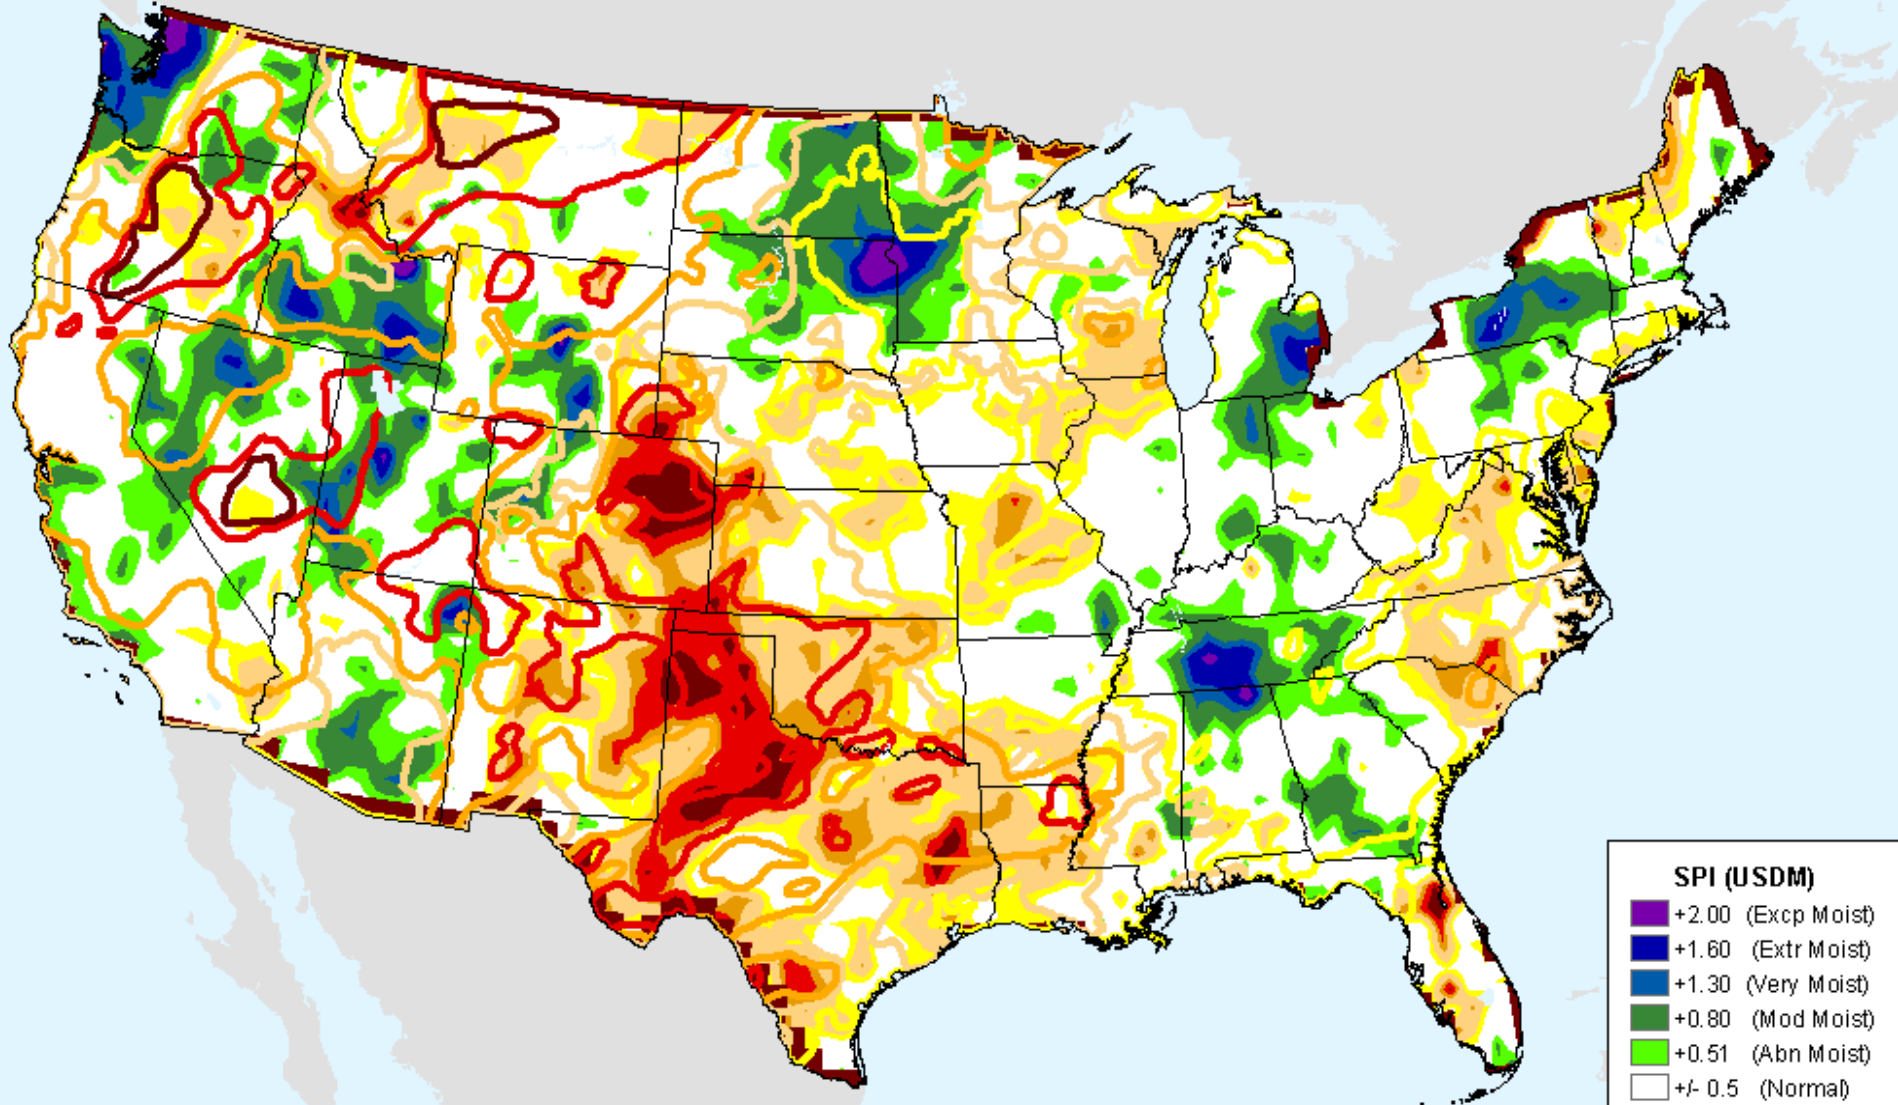 SPI (USDM)
+2.00 (Excp Moist)
+1.60 (Extr Moist)
+1.30 (Very Moist)
+0.80 (Mod Moist)
+0.51 (Abn Moist)
+/- 0.5 (Normal)